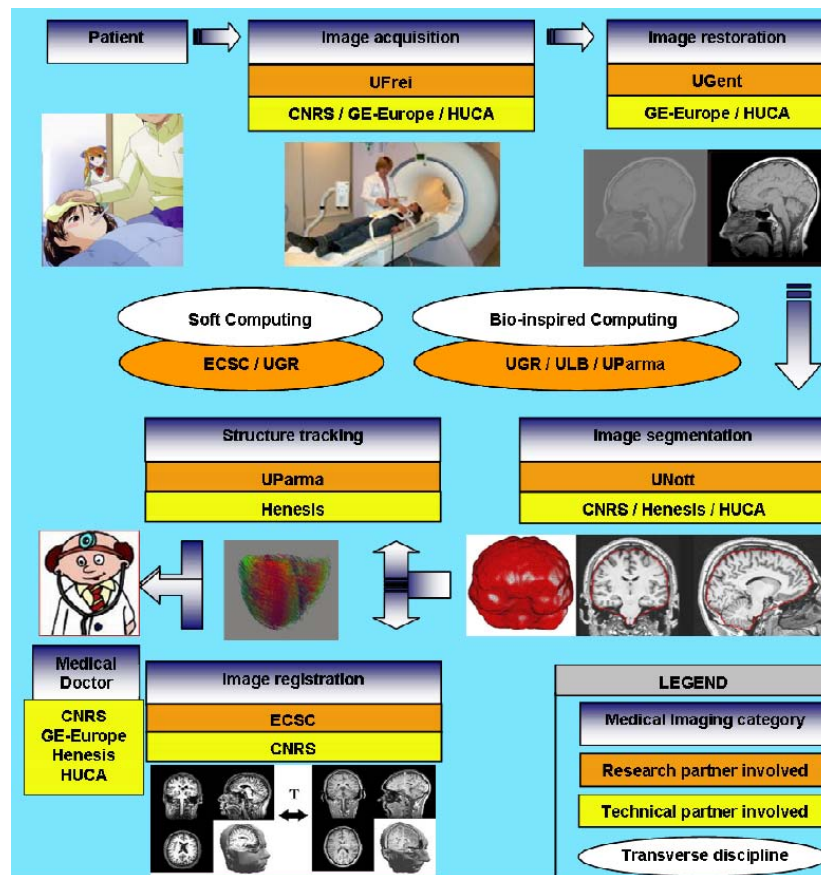 Patient
Image acquisition
Image restoration
UFrei
UGent
CNRS / GE-Europe / HUCA
GE-Europe / HUCA
Soft Computing
Bio-inspired Computing
ECSC / UGR
UGR / ULB / UParma
Structure tracking
Image segmentation
UParma
UNott
Henesis
CNRS / Henesis / HUCA
Medical
Doctor
CNRS
GE-Europe
Henesis
HUCA
Image registration
ECSC
CNRS
T
LEGEND
Medical Imaging category
Research partner involved
Technical partner involved
Transverse discipline